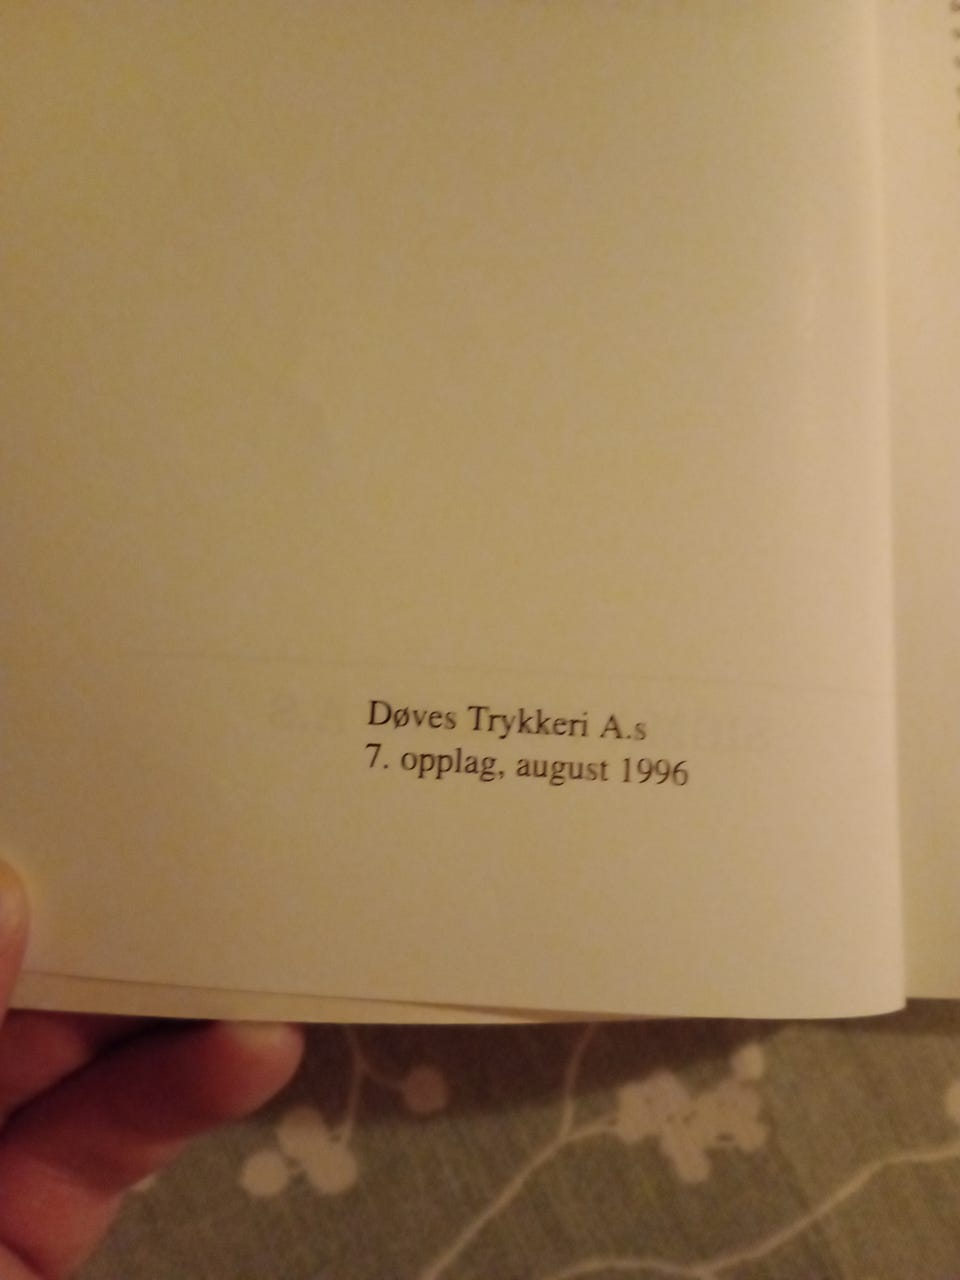 Døves Trykkeri A.s
7. opplag, august 1996